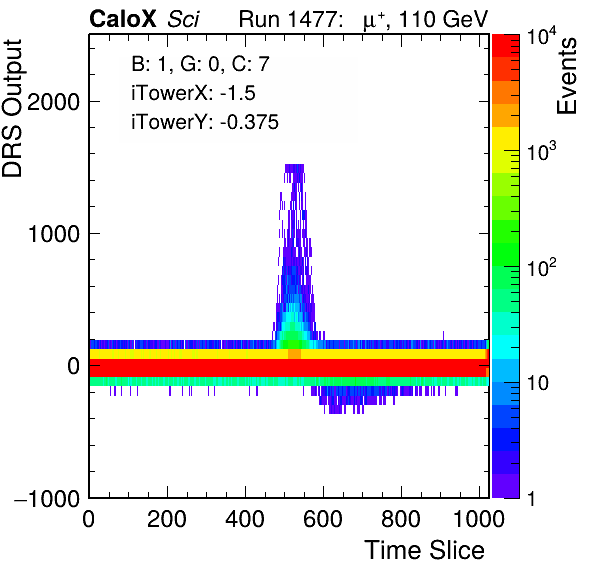 CaloX Sci Run 1477: μ⁺, 110 GeV
B: 1, G: 0, C: 7
iTowerX: -1.5
iTowerY: -0.375
DRS Output
2000
1000
0
−1000
0 200 400 600 800 1000
Time Slice
Events
10⁴
10³
10²
10
1